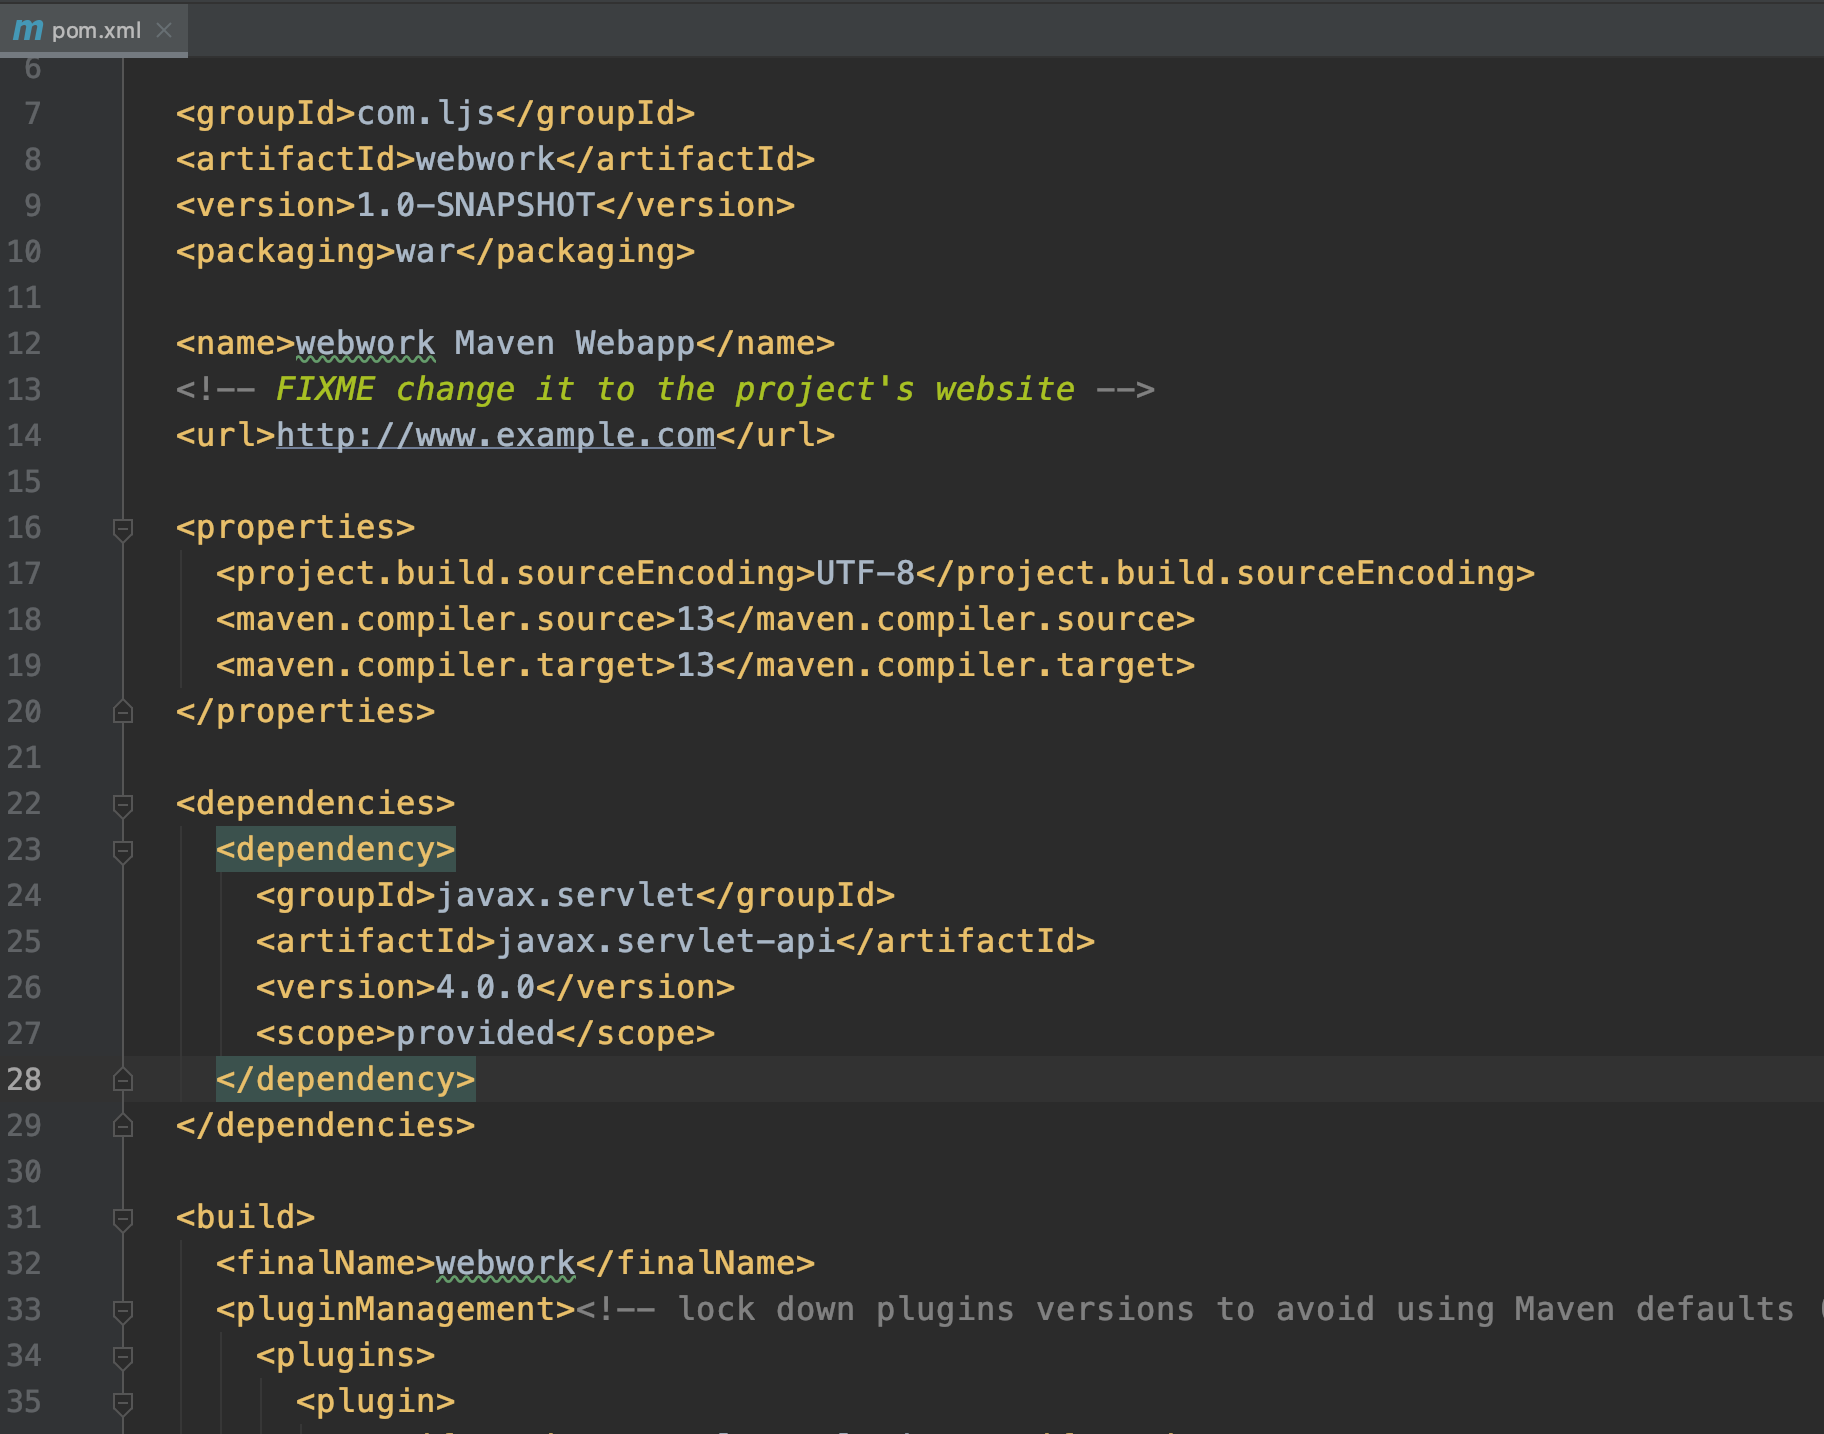 m pom.xml
6
7 <groupId>com.ljs</groupId>
8 <artifactId>webwork</artifactId>
9 <version>1.0-SNAPSHOT</version>
10 <packaging>war</packaging>
11
12 <name>webwork Maven Webapp</name>
13 <!-- FIXME change it to the project's website -->
14 <url>http://www.example.com</url>
15
16 <properties>
17 <project.build.sourceEncoding>UTF-8</project.build.sourceEncoding>
18 <maven.compiler.source>13</maven.compiler.source>
19 <maven.compiler.target>13</maven.compiler.target>
20 </properties>
21
22 <dependencies>
23 <dependency>
24 <groupId>javax.servlet</groupId>
25 <artifactId>javax.servlet-api</artifactId>
26 <version>4.0.0</version>
27 <scope>provided</scope>
28 </dependency>
29 </dependencies>
30
31 <build>
32 <finalName>webwork</finalName>
33 <pluginManagement><!-- lock down plugins versions to avoid using Maven defaults
34 <plugins>
35 <plugin>